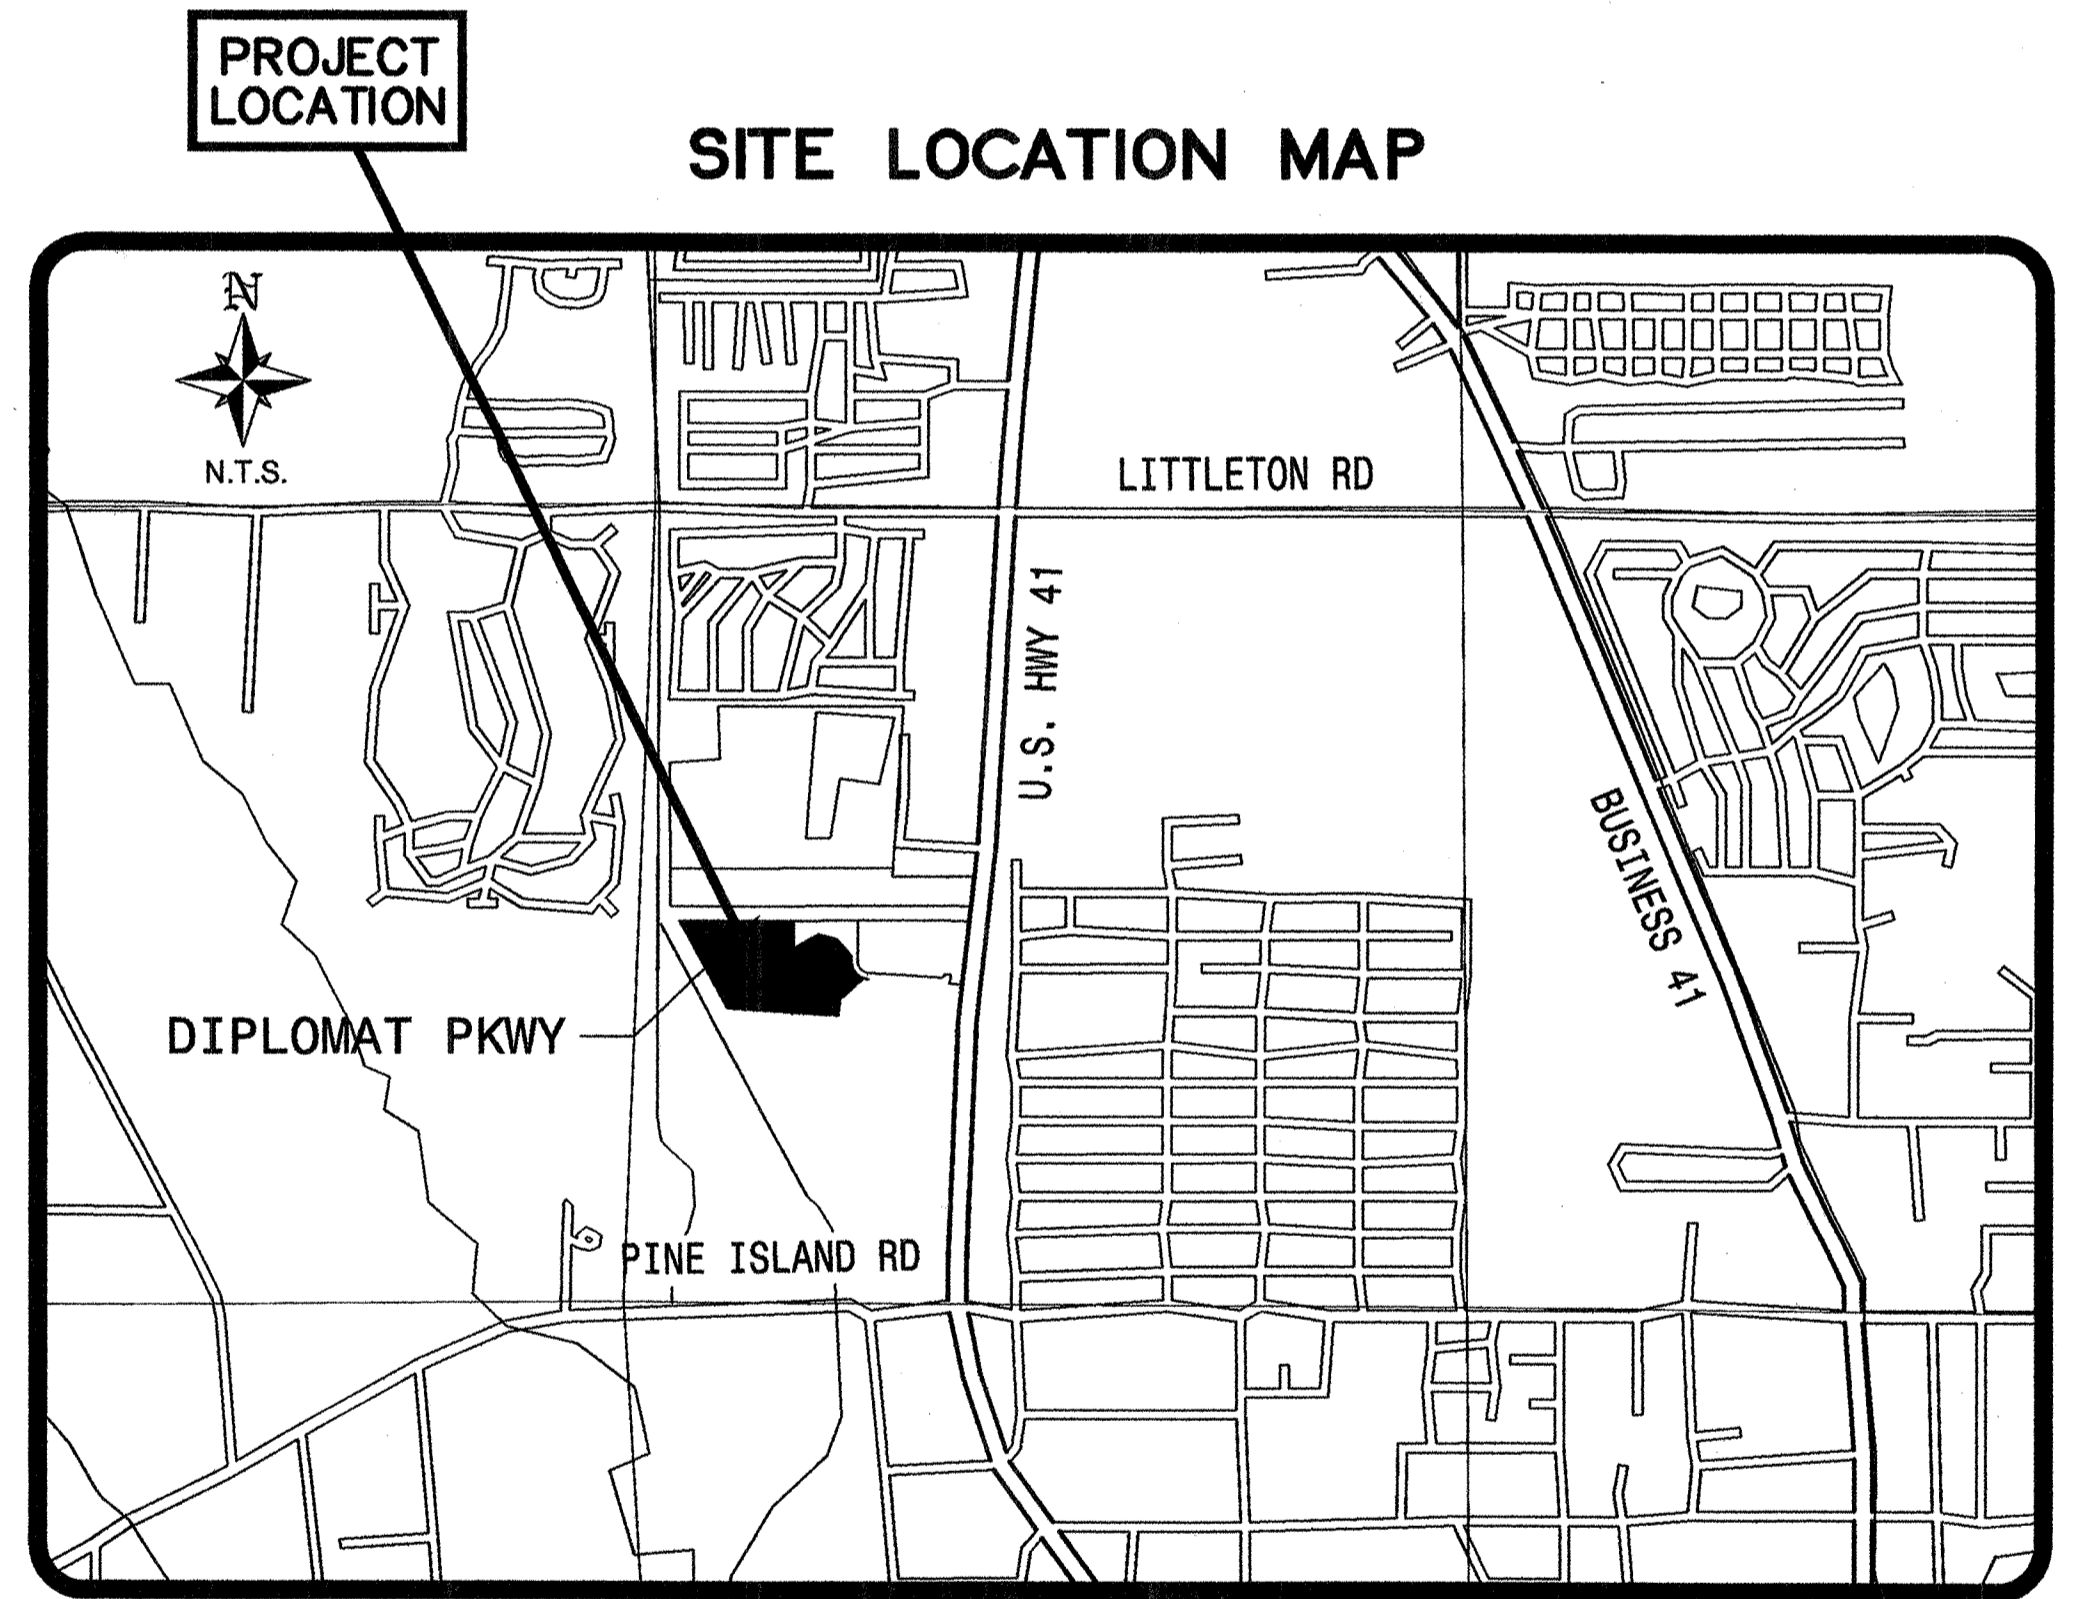 PROJECT
LOCATION
SITE LOCATION MAP
N
N.T.S.
LITTLETON RD
U.S. HWY 41
BUSINESS 41
DIPLOMAT PKWY
PINE ISLAND RD